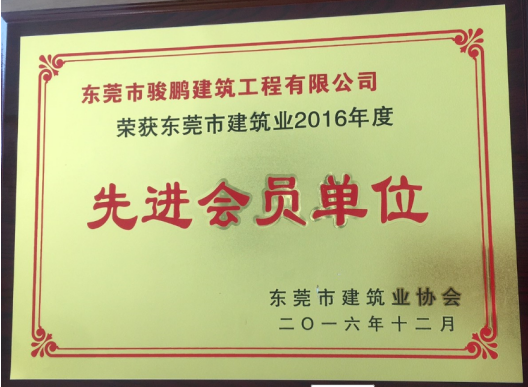 东莞市骏鹏建筑工程有限公司
荣获东莞市建筑业2016年度
先进会员单位
东莞市建筑业协会
二〇一六年十二月